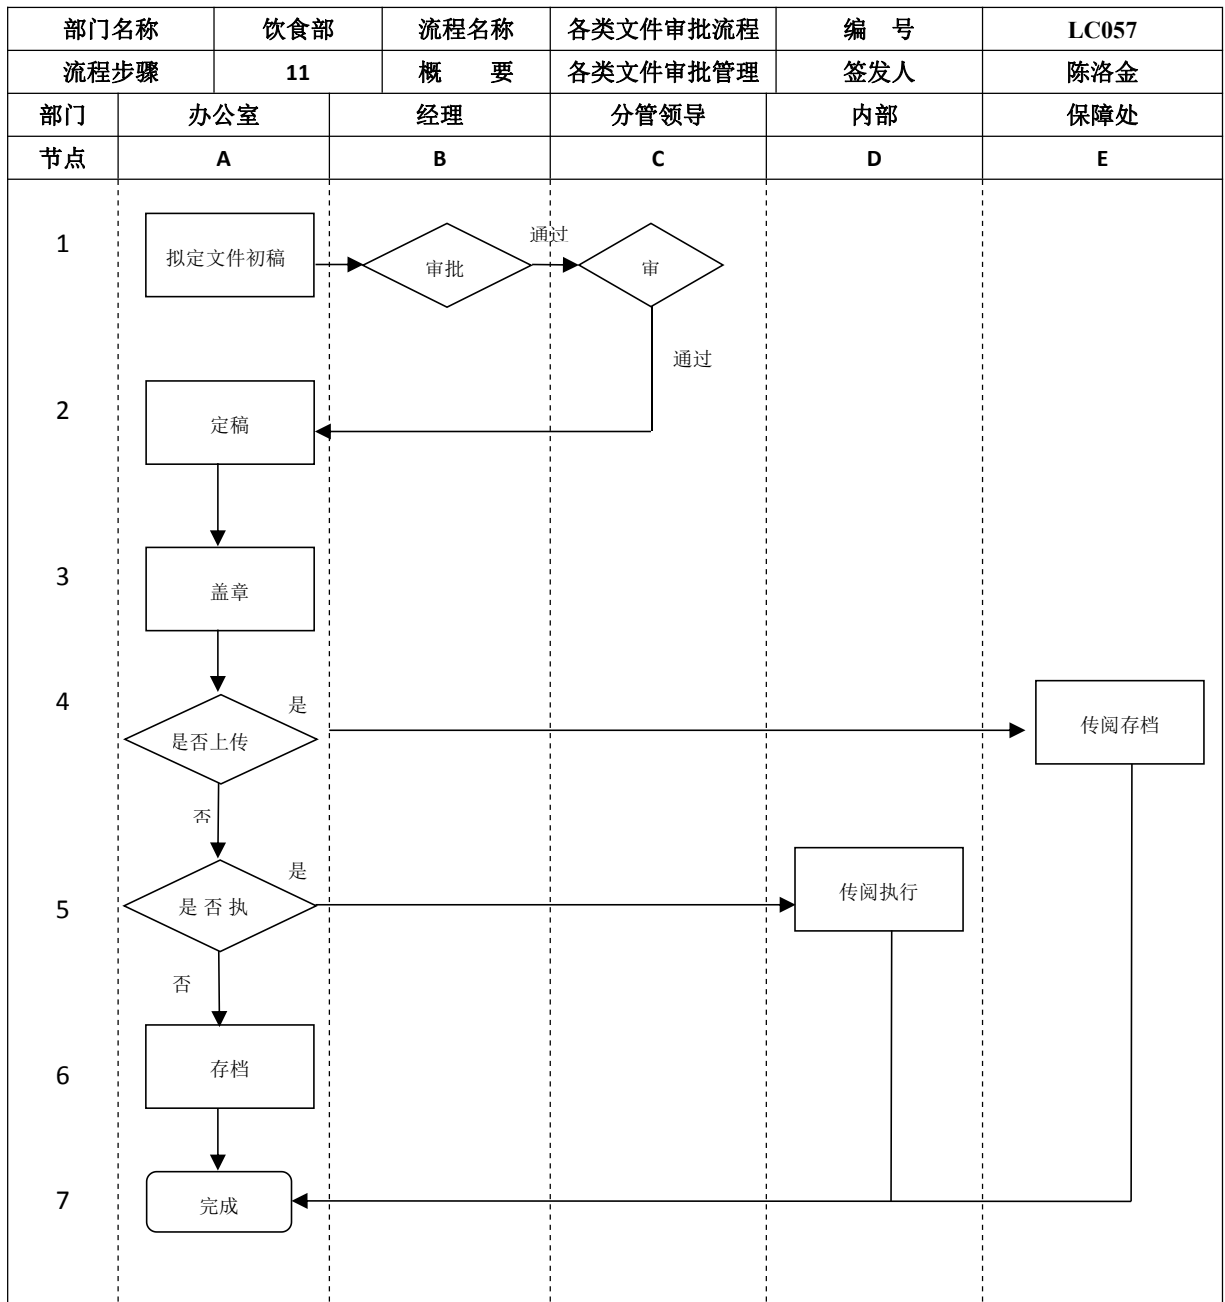 部门名称 饮食部 流程名称 各类文件审批流程 编 号 LC057
流程步骤 11 概 要 各类文件审批管理 签发人 陈洛金
部门 办公室 经理 分管领导 内部 保障处
节点 A B C D E
1 拟定文件初稿 审批 通过 审
通过
2 定稿
3 盖章
4 是否上传 是 传阅存档
否
5 是 否 执 是 传阅执行
否
6 存档
7 完成